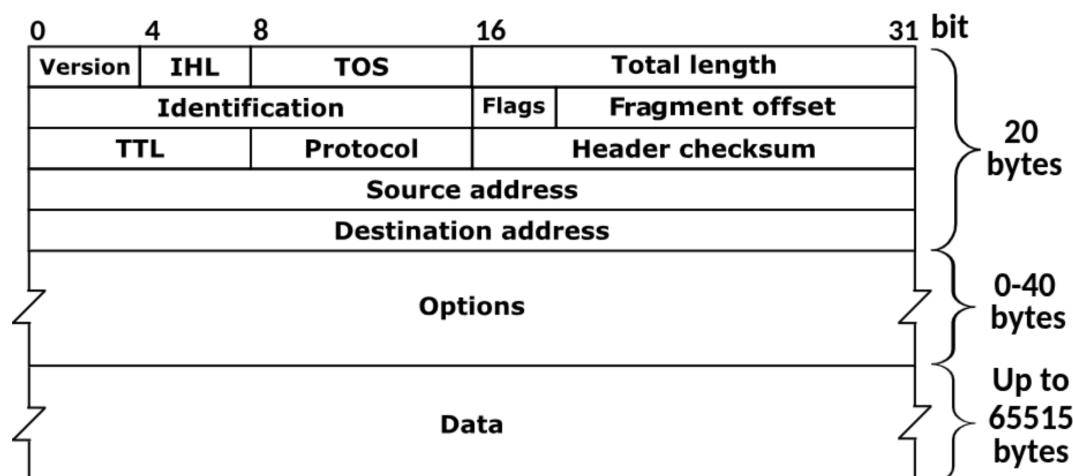 0 4 8 16 31 bit
Version IHL TOS Total length
Identification Flags Fragment offset
TTL Protocol Header checksum
Source address
Destination address
20
bytes
Options
0-40
bytes
Data
Up to
65515
bytes